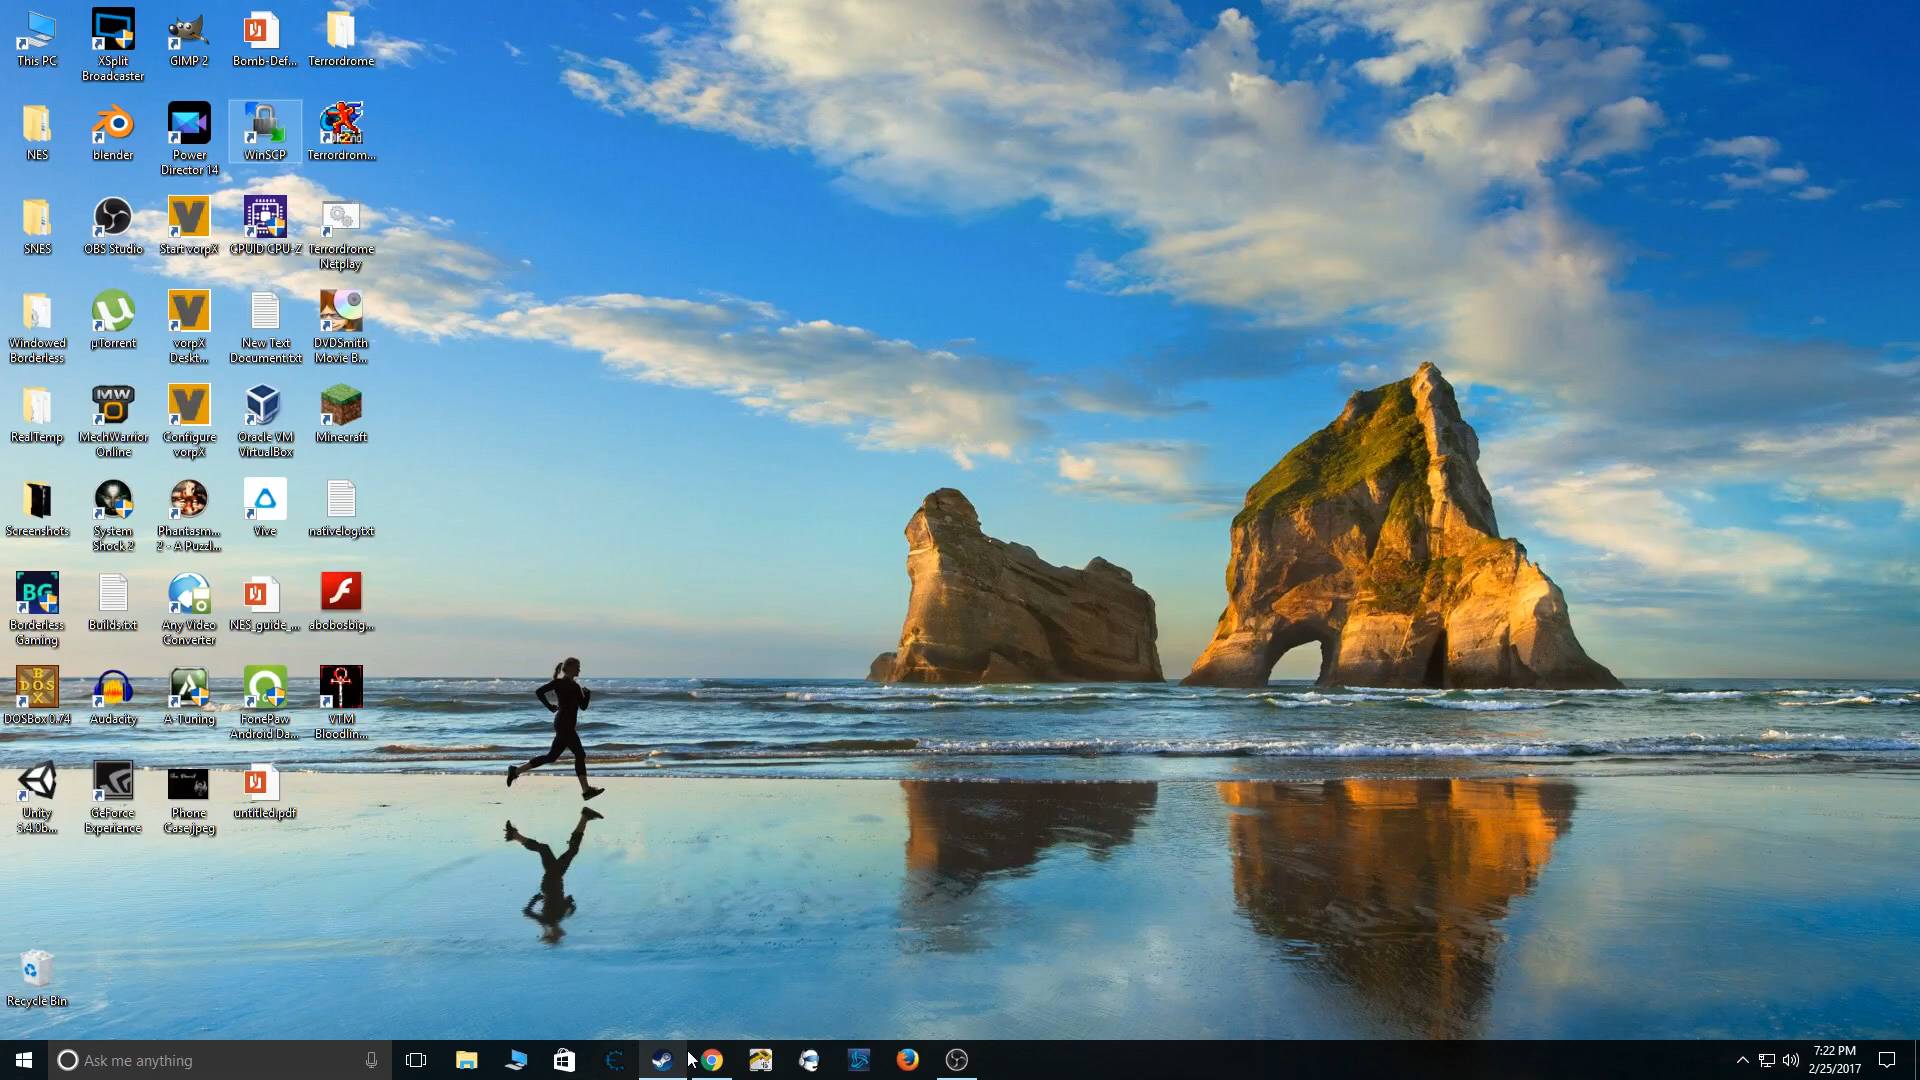 This PC
XSplit
Broadcaster
GIMP 2
Bomb-Def...
Terrordrome
NES
blender
Power
Director 14
WinSCP
Terrordrom...
SNES
OBS Studio
Start vorpX
CPUID CPU-Z
Terrordrome
Netplay
Windowed
Borderless
µTorrent
vorpX
Deskt...
New Text
Document.txt
DVDSmith
Movie B...
RealTemp
MechWarrior
Online
Configure
vorpX
Oracle VM
VirtualBox
Minecraft
Screenshots
System
Shock 2
Phantasm...
2 - A Puzzl...
Vive
nativelog.txt
Borderless
Gaming
Builds.txt
Any Video
Converter
NES_guide_...
abobosbig...
DOSBox 0.74
Audacity
A-Tuning
FonePaw
Android Da...
VTM
Bloodlin...
Unity
5.4.0b...
GeForce
Experience
Phone
Case.jpeg
untitled.pdf
Recycle Bin
Ask me anything
7:22 PM
2/25/2017